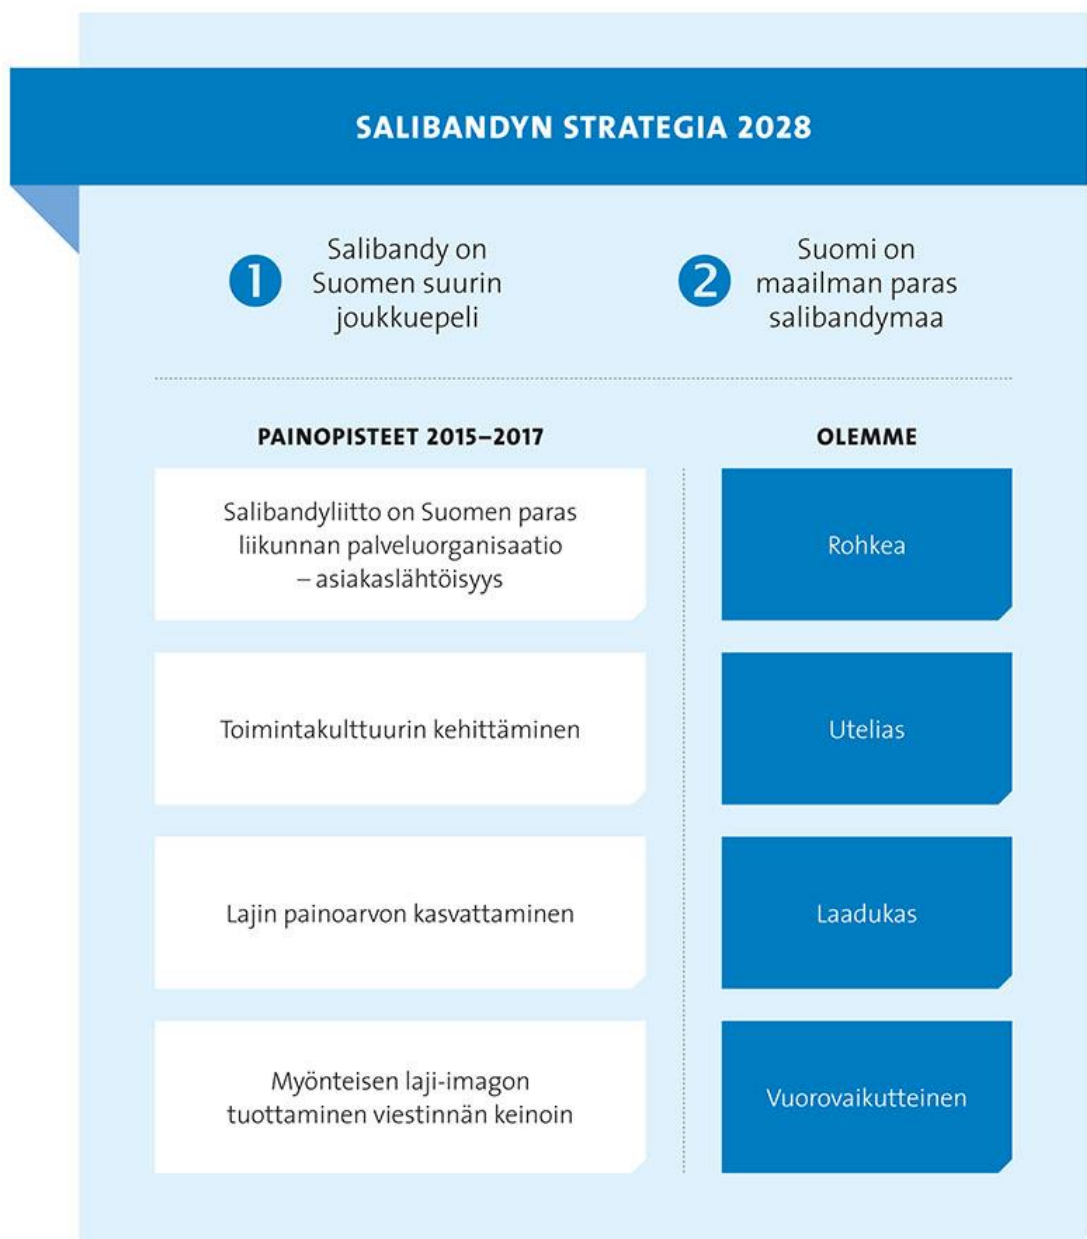 SALIBANDYN STRATEGIA 2028
1
Salibandy on
Suomen suurin
joukkuepeli
2
Suomi on
maailman paras
salibandymaa
PAINOPISTEET 2015–2017
Salibandyliitto on Suomen paras
liikunnan palveluorganisaatio
– asiakaslähtöisyys
Toimintakulttuurin kehittäminen
Lajin painoarvon kasvattaminen
Myönteisen laji-imagon
tuottaminen viestinnän keinoin
OLEMME
Rohkea
Utelias
Laadukas
Vuorovaikutteinen